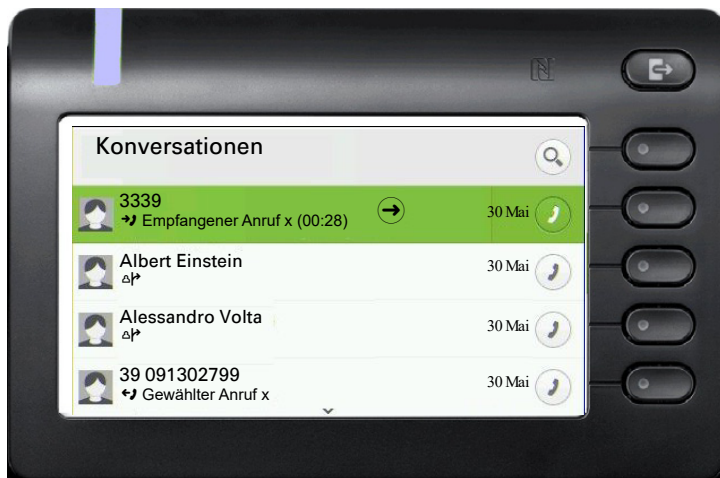 Konversationen
3339
30 Mai
Empfangener Anruf x (00:28)
Albert Einstein
30 Mai
Alessandro Volta
30 Mai
39 091302799
30 Mai
Gewählter Anruf x